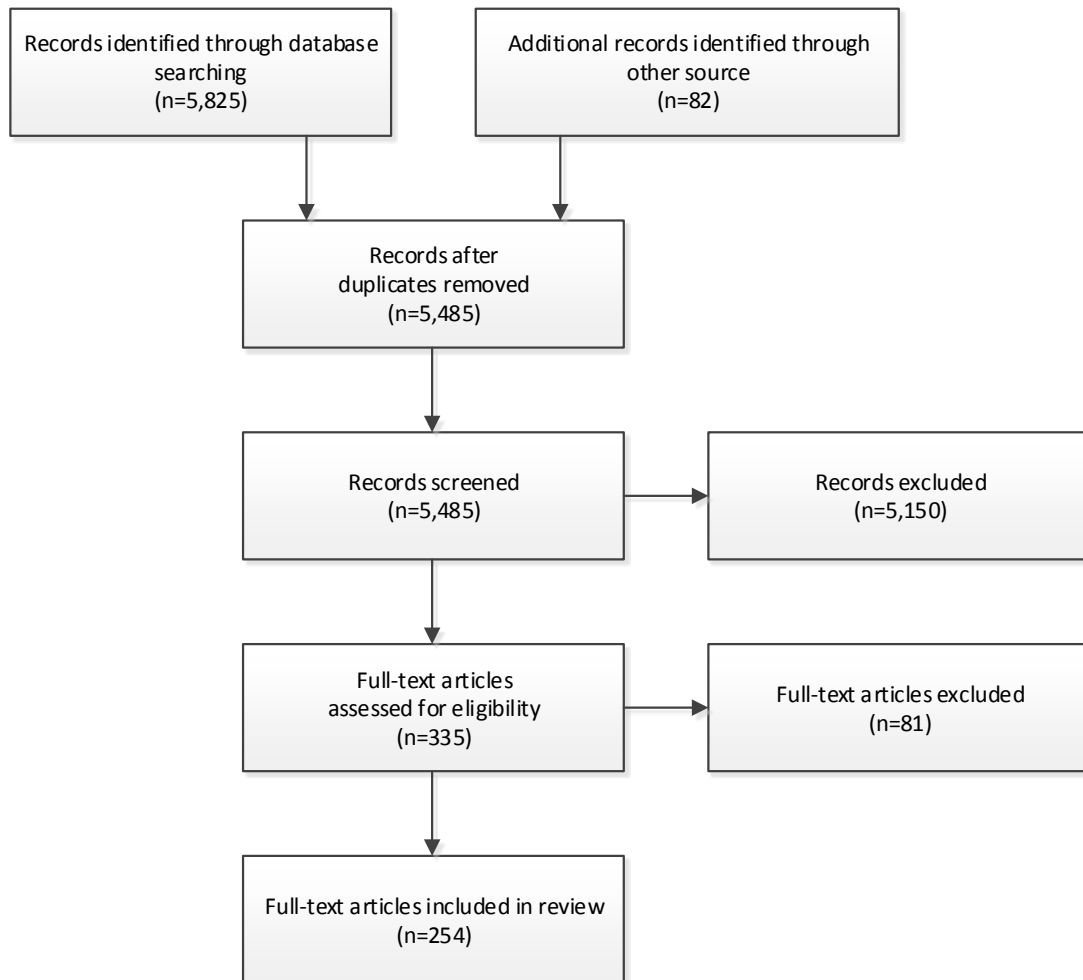 Records identified through database
searching
(n=5,825)
Additional records identified through
other source
(n=82)
Records after
duplicates removed
(n=5,485)
Records screened
(n=5,485)
Records excluded
(n=5,150)
Full-text articles
assessed for eligibility
(n=335)
Full-text articles excluded
(n=81)
Full-text articles included in review
(n=254)